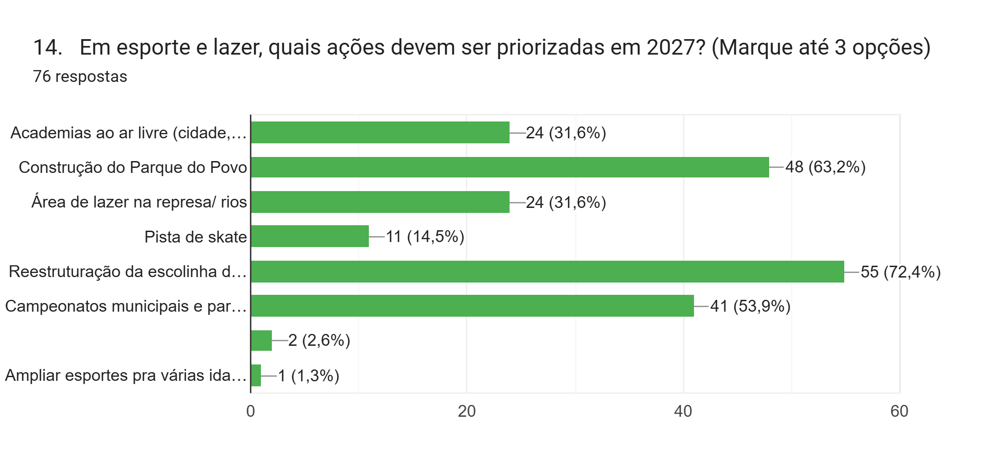 14.   Em esporte e lazer, quais ações devem ser priorizadas em 2027? (Marque até 3 opções)
76 respostas
Academias ao ar livre (cidade,… 24 (31,6%)
Construção do Parque do Povo 48 (63,2%)
Área de lazer na represa/ rios 24 (31,6%)
Pista de skate 11 (14,5%)
Reestruturação da escolinha d… 55 (72,4%)
Campeonatos municipais e par… 41 (53,9%)
2 (2,6%)
Ampliar esportes pra várias ida… 1 (1,3%)
0 20 40 60